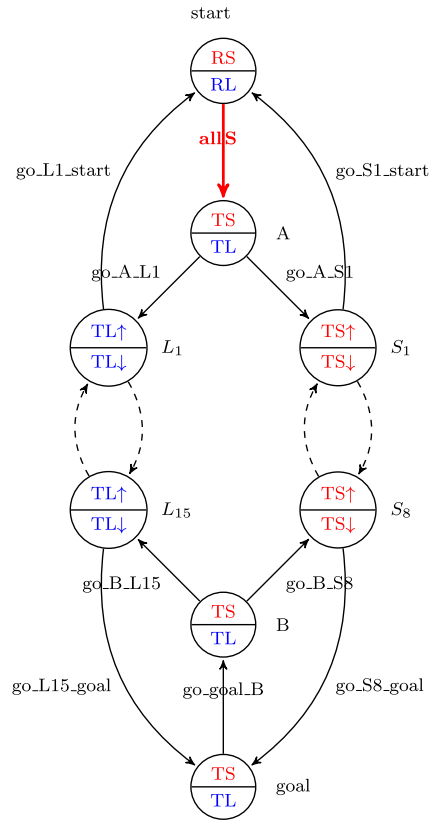 start
RS
RL
allS
go_L1_start
go_S1_start
TS
TL
A
go_A_L1
go_A_S1
TL↑
TL↓
L₁
TS↑
TS↓
S₁
TL↑
TL↓
L₁₅
TS↑
TS↓
S₈
go_B_L15
go_B_S8
TS
TL
B
go_L15_goal
go_goal_B
go_S8_goal
TS
TL
goal